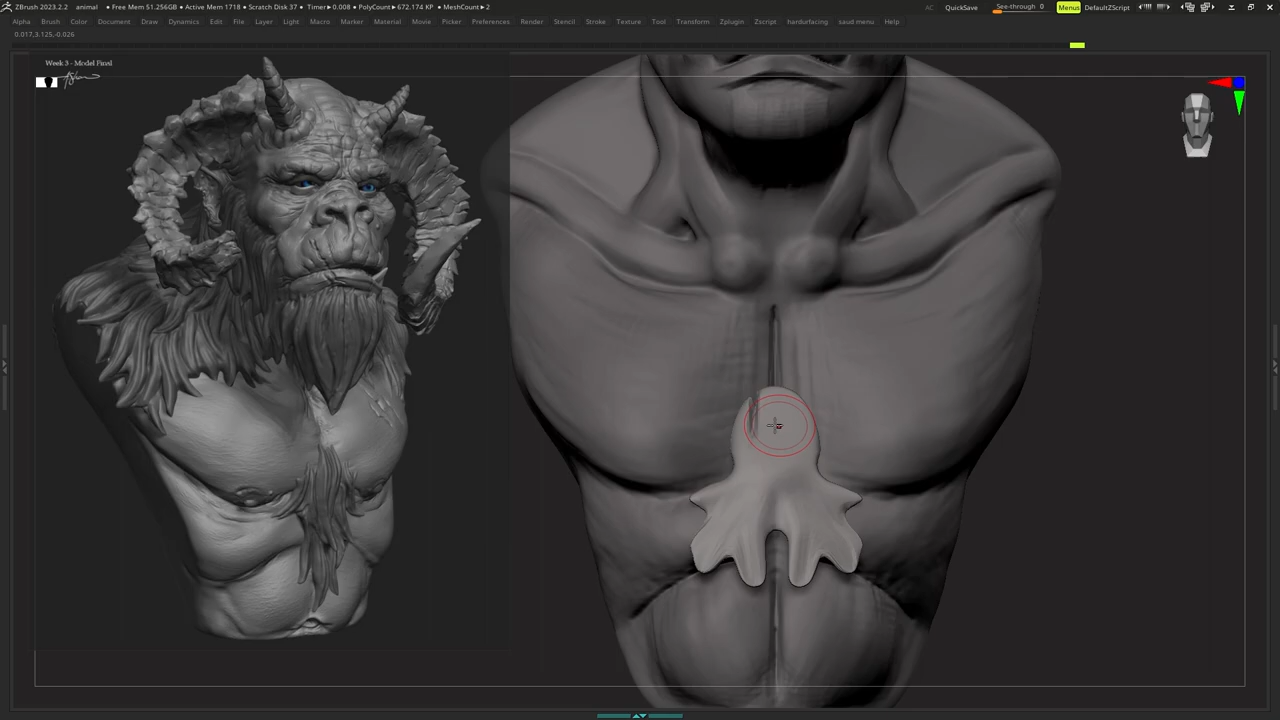 ZBrush 2023.2.2 animal • Free Mem 51.256GB • Active Mem 1718 • Scratch Disk 37 • Timer►0.008 • PolyCount►672.174 KP • MeshCount►2 AC QuickSave See-through 0 Menus DefaultZScript
Alpha Brush Color Document Draw Dynamics Edit File Layer Light Macro Marker Material Movie Picker Preferences Render Stencil Stroke Texture Tool Transform Zplugin Zscript hardurfacing saud menu Help
0.017,3.125,-0.026
Week 3 - Model Final